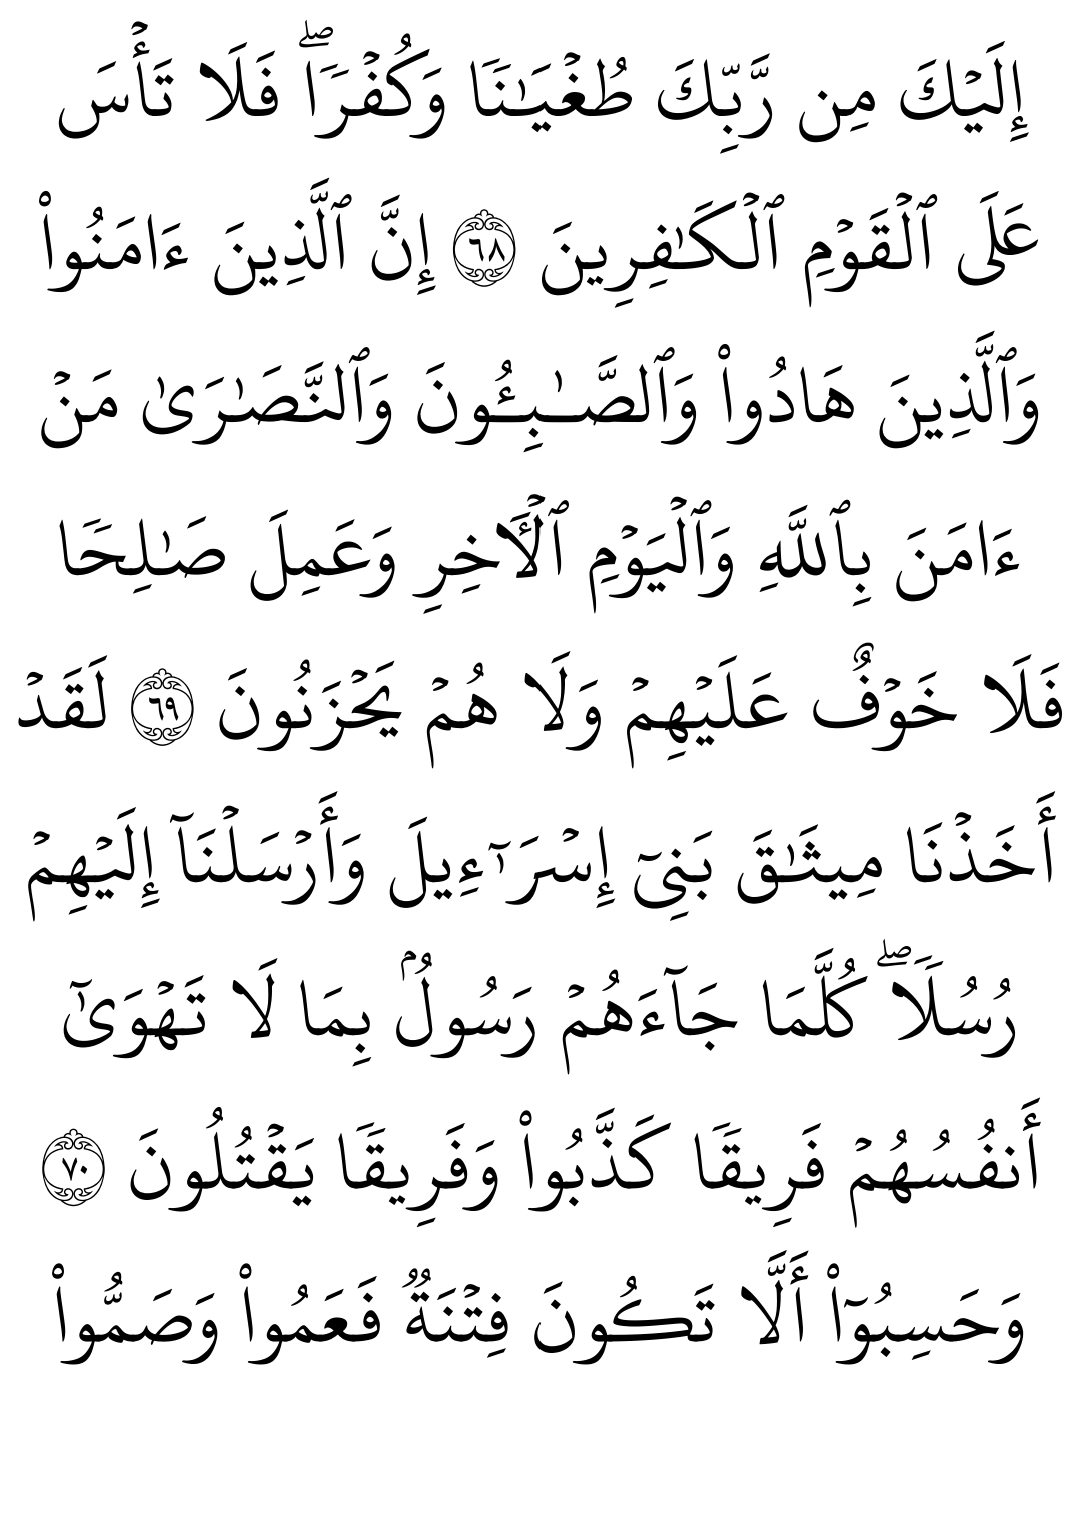 إِلَيۡكَ مِن رَّبِّكَ طُغۡيَٰنٗا وَكُفۡرٗاۖ فَلَا تَأۡسَ
عَلَى ٱلۡقَوۡمِ ٱلۡكَٰفِرِينَ ٦٨ إِنَّ ٱلَّذِينَ ءَامَنُواْ
وَٱلَّذِينَ هَادُواْ وَٱلصَّٰبِـُٔونَ وَٱلنَّصَٰرَىٰ مَنۡ
ءَامَنَ بِٱللَّهِ وَٱلۡيَوۡمِ ٱلۡأٓخِرِ وَعَمِلَ صَٰلِحٗا
فَلَا خَوۡفٌ عَلَيۡهِمۡ وَلَا هُمۡ يَحۡزَنُونَ ٦٩ لَقَدۡ
أَخَذۡنَا مِيثَٰقَ بَنِيٓ إِسۡرَٰٓءِيلَ وَأَرۡسَلۡنَآ إِلَيۡهِمۡ
رُسُلٗاۖ كُلَّمَا جَآءَهُمۡ رَسُولُۢ بِمَا لَا تَهۡوَىٰٓ
أَنفُسُهُمۡ فَرِيقٗا كَذَّبُواْ وَفَرِيقٗا يَقۡتُلُونَ ٧٠
وَحَسِبُوٓاْ أَلَّا تَكُونَ فِتۡنَةٞ فَعَمُواْ وَصَمُّواْ